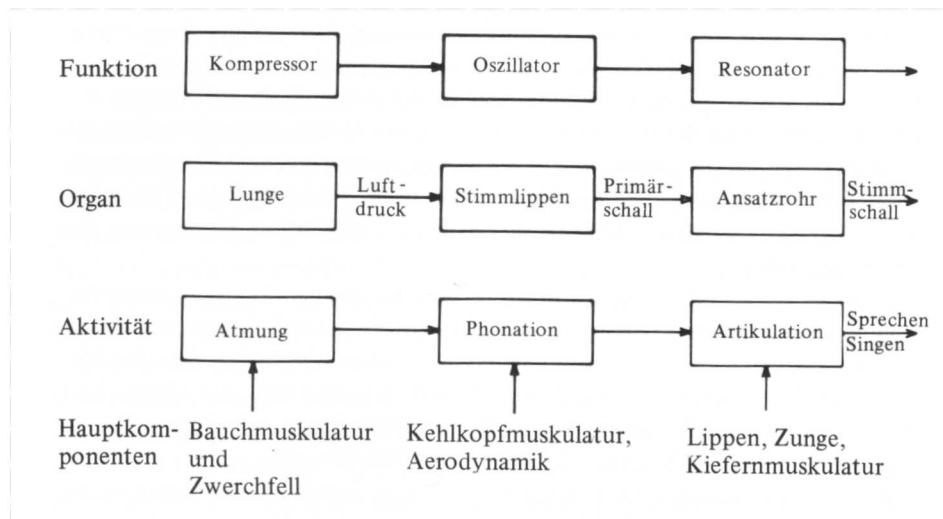 Funktion Kompressor Oszillator Resonator
Organ Lunge Luft-
druck Stimmlippen Primär-
schall Ansatzrohr Stimm-
schall
Aktivität Atmung Phonation Artikulation Sprechen
Singen
Hauptkom-
ponenten
Bauchmuskulatur
und
Zwerchfell
Kehlkopfmuskulatur,
Aerodynamik
Lippen, Zunge,
Kiefernmuskulatur